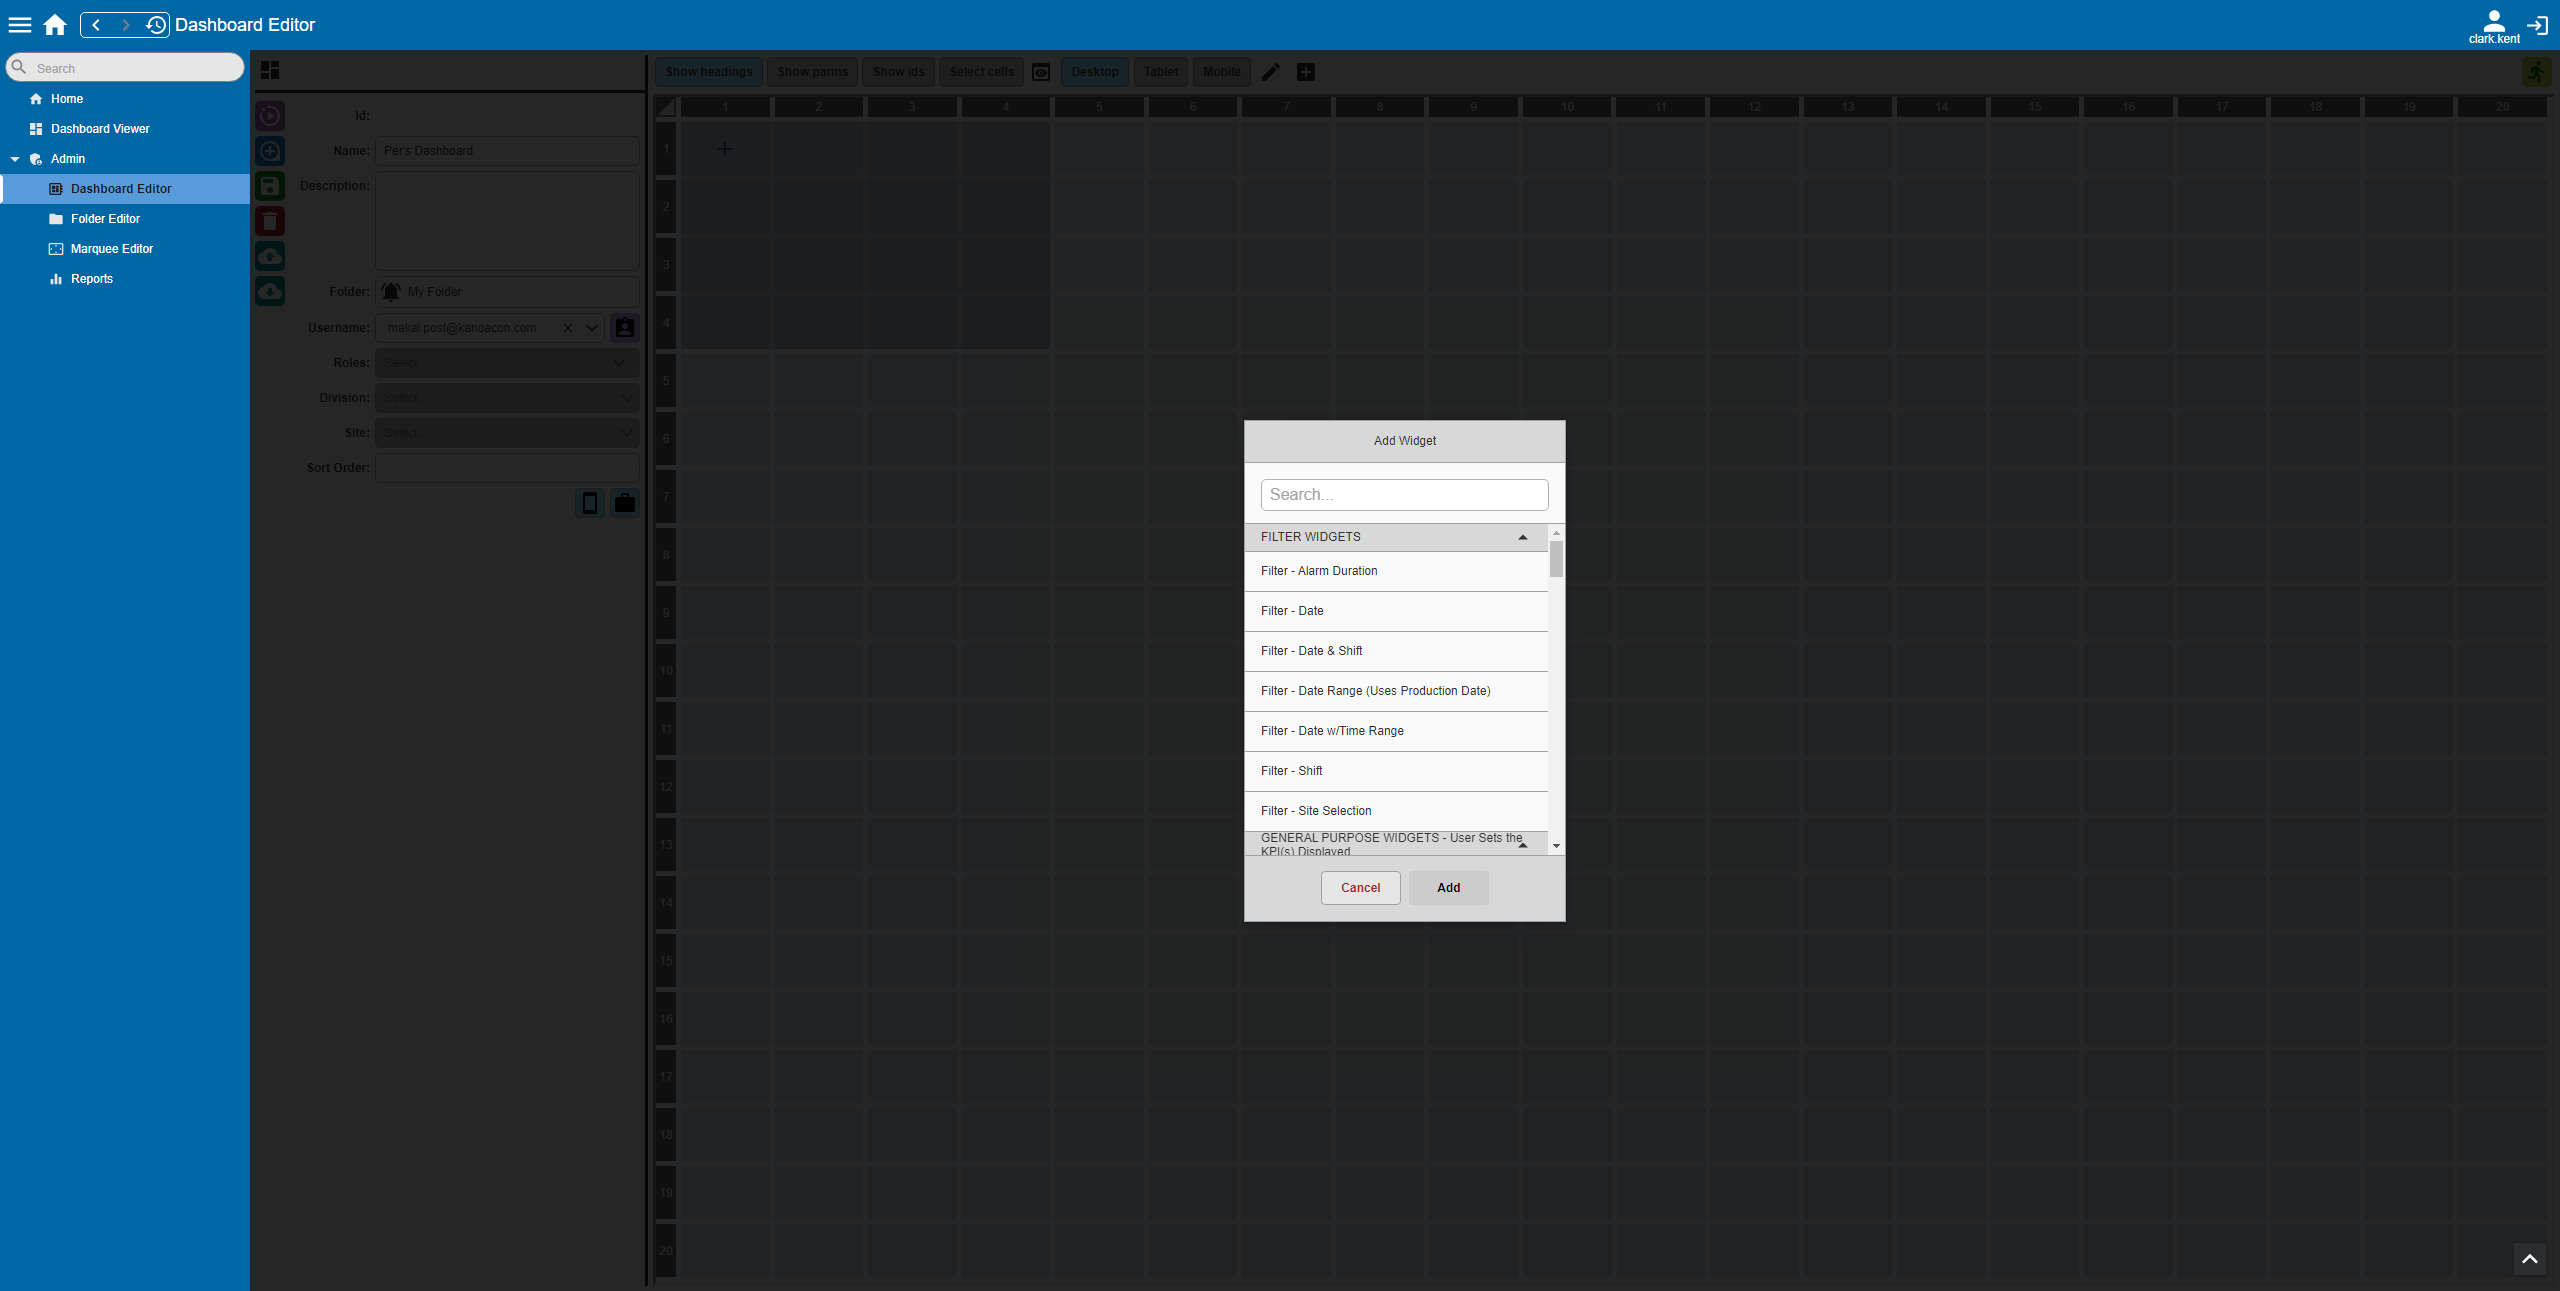 Dashboard Editor
clark.kent
Search
Home
Dashboard Viewer
Admin
Dashboard Editor
Folder Editor
Marquee Editor
Reports
Id:
Name: Per's Dashboard
Description:
Folder: My Folder
Username: makai.post@kanoacon.com
Roles: Select...
Division: Select...
Site: Select...
Sort Order:
Show headings Show parms Show ids Select cells Desktop Tablet Mobile
1 2 3 4 5 6 7 8 9 10 11 12 13 14 15 16 17 18 19 20
1
2
3
4
5
6
7
8
9
10
11
12
13
14
15
16
17
18
19
20
Add Widget
Search...
FILTER WIDGETS
Filter - Alarm Duration
Filter - Date
Filter - Date & Shift
Filter - Date Range (Uses Production Date)
Filter - Date w/Time Range
Filter - Shift
Filter - Site Selection
GENERAL PURPOSE WIDGETS - User Sets the
KPI(s) Displayed
Cancel Add